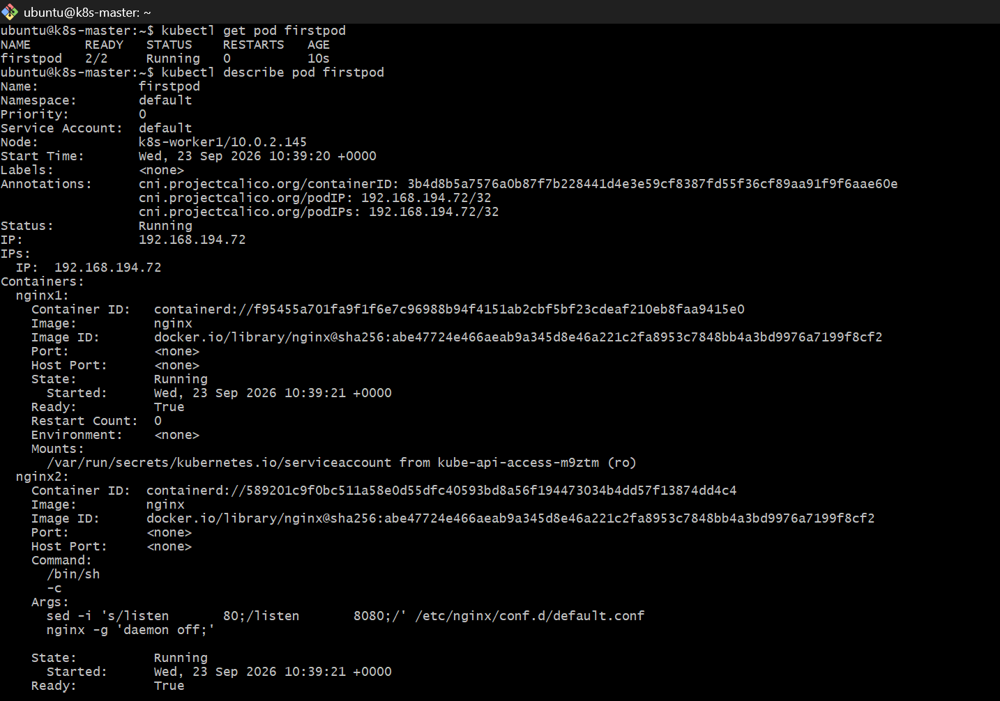 ubuntu@k8s-master: ~
ubuntu@k8s-master:~$ kubectl get pod firstpod
NAME       READY   STATUS    RESTARTS   AGE
firstpod   2/2     Running   0          10s
ubuntu@k8s-master:~$ kubectl describe pod firstpod
Name:             firstpod
Namespace:        default
Priority:         0
Service Account:  default
Node:             k8s-worker1/10.0.2.145
Start Time:       Wed, 23 Sep 2026 10:39:20 +0000
Labels:           <none>
Annotations:      cni.projectcalico.org/containerID: 3b4d8b5a7576a0b87f7b228441d4e3e59cf8387fd55f36cf89aa91f9f6aae60e
                  cni.projectcalico.org/podIP: 192.168.194.72/32
                  cni.projectcalico.org/podIPs: 192.168.194.72/32
Status:           Running
IP:               192.168.194.72
IPs:
  IP:  192.168.194.72
Containers:
  nginx1:
    Container ID:   containerd://f95455a701fa9f1f6e7c96988b94f4151ab2cbf5bf23cdeaf210eb8faa9415e0
    Image:          nginx
    Image ID:       docker.io/library/nginx@sha256:abe47724e466aeab9a345d8e46a221c2fa8953c7848bb4a3bd9976a7199f8cf2
    Port:           <none>
    Host Port:      <none>
    State:          Running
      Started:      Wed, 23 Sep 2026 10:39:21 +0000
    Ready:          True
    Restart Count:  0
    Environment:    <none>
    Mounts:
      /var/run/secrets/kubernetes.io/serviceaccount from kube-api-access-m9ztm (ro)
  nginx2:
    Container ID:  containerd://589201c9f0bc511a58e0d55dfc40593bd8a56f194473034b4dd57f13874dd4c4
    Image:         nginx
    Image ID:      docker.io/library/nginx@sha256:abe47724e466aeab9a345d8e46a221c2fa8953c7848bb4a3bd9976a7199f8cf2
    Port:          <none>
    Host Port:     <none>
    Command:
      /bin/sh
      -c
    Args:
      sed -i 's/listen       80;/listen       8080;/' /etc/nginx/conf.d/default.conf
      nginx -g 'daemon off;'
    State:          Running
      Started:      Wed, 23 Sep 2026 10:39:21 +0000
    Ready:          True